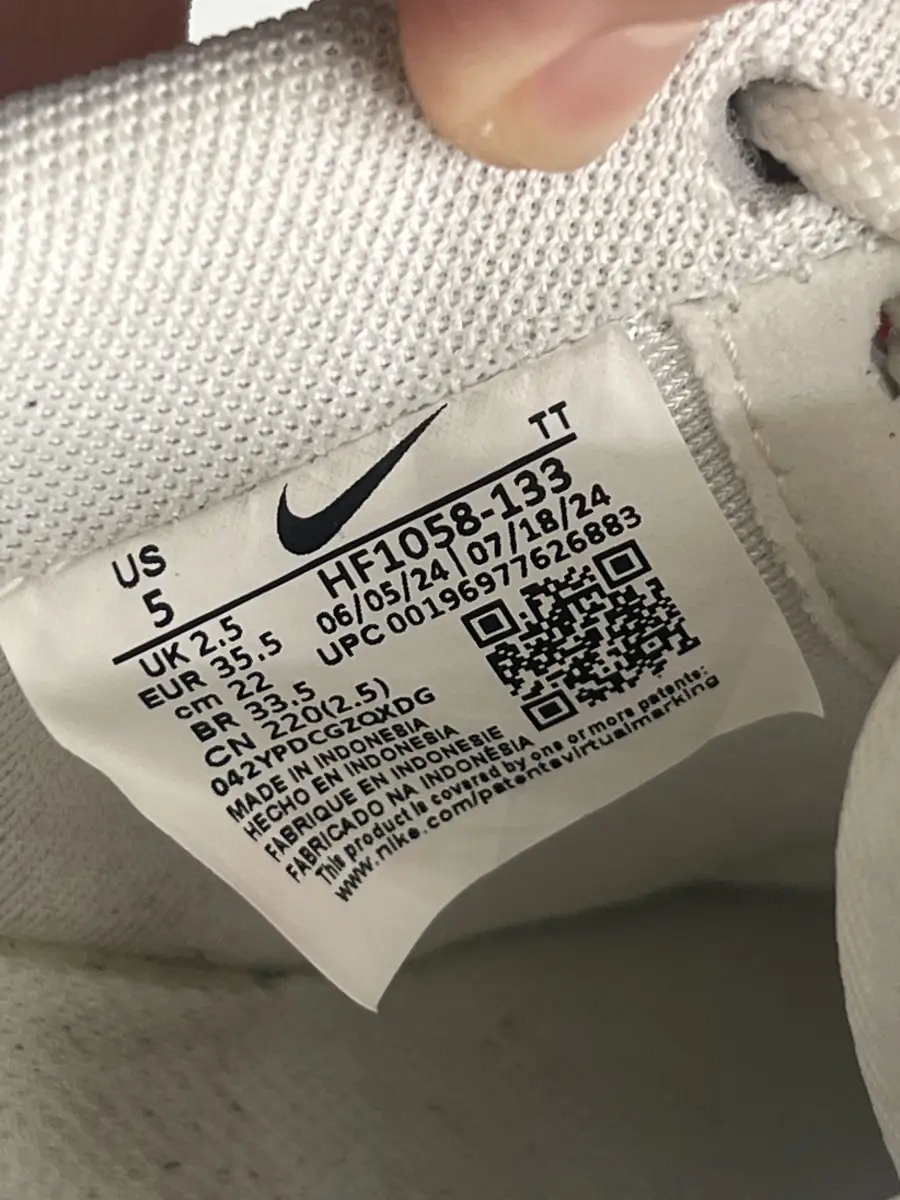 TT
US
5
HF1058-133
06/05/24 | 07/18/24
UPC 00196977626883
UK 2.5
EUR 35.5
cm 22
BR 33.5
CN 220(2.5)
042YPDCGZQXDG
MADE IN INDONESIA
HECHO EN INDONESIA
FABRIQUE EN INDONESIE
FABRICADO NA INDONÉSIA
This product is covered by one or more patents:
www.nike.com/patentsvirtualmarking